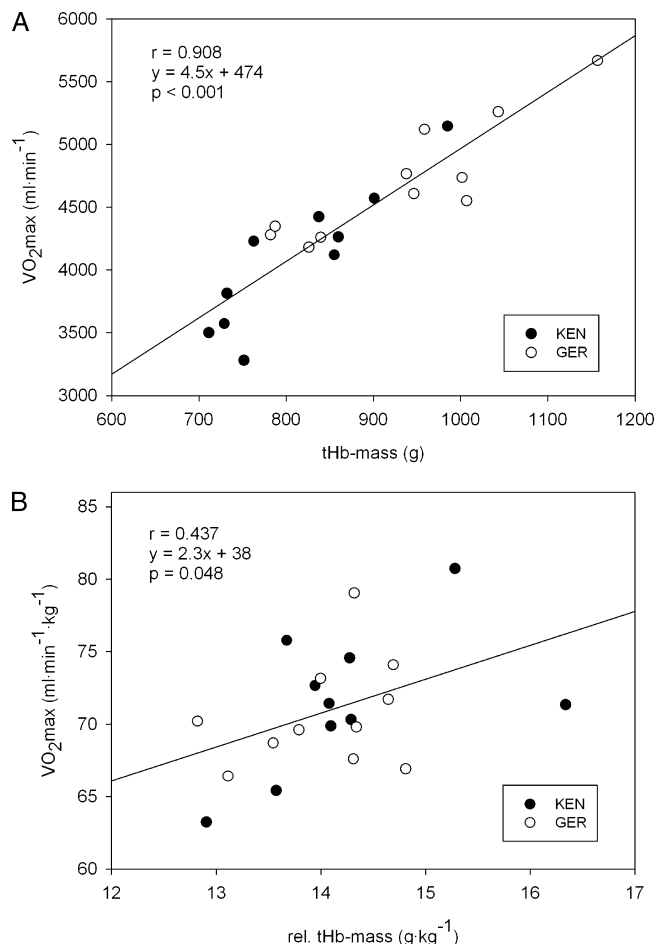 A
r = 0.908
y = 4.5x + 474
p < 0.001
6000
5500
5000
4500
4000
3500
3000
VO₂max (ml·min⁻¹)
KEN
GER
600 700 800 900 1000 1100 1200
tHb-mass (g)
B
r = 0.437
y = 2.3x + 38
p = 0.048
85
80
75
70
65
60
VO₂max (ml·min⁻¹·kg⁻¹)
KEN
GER
12 13 14 15 16 17
rel. tHb-mass (g·kg⁻¹)